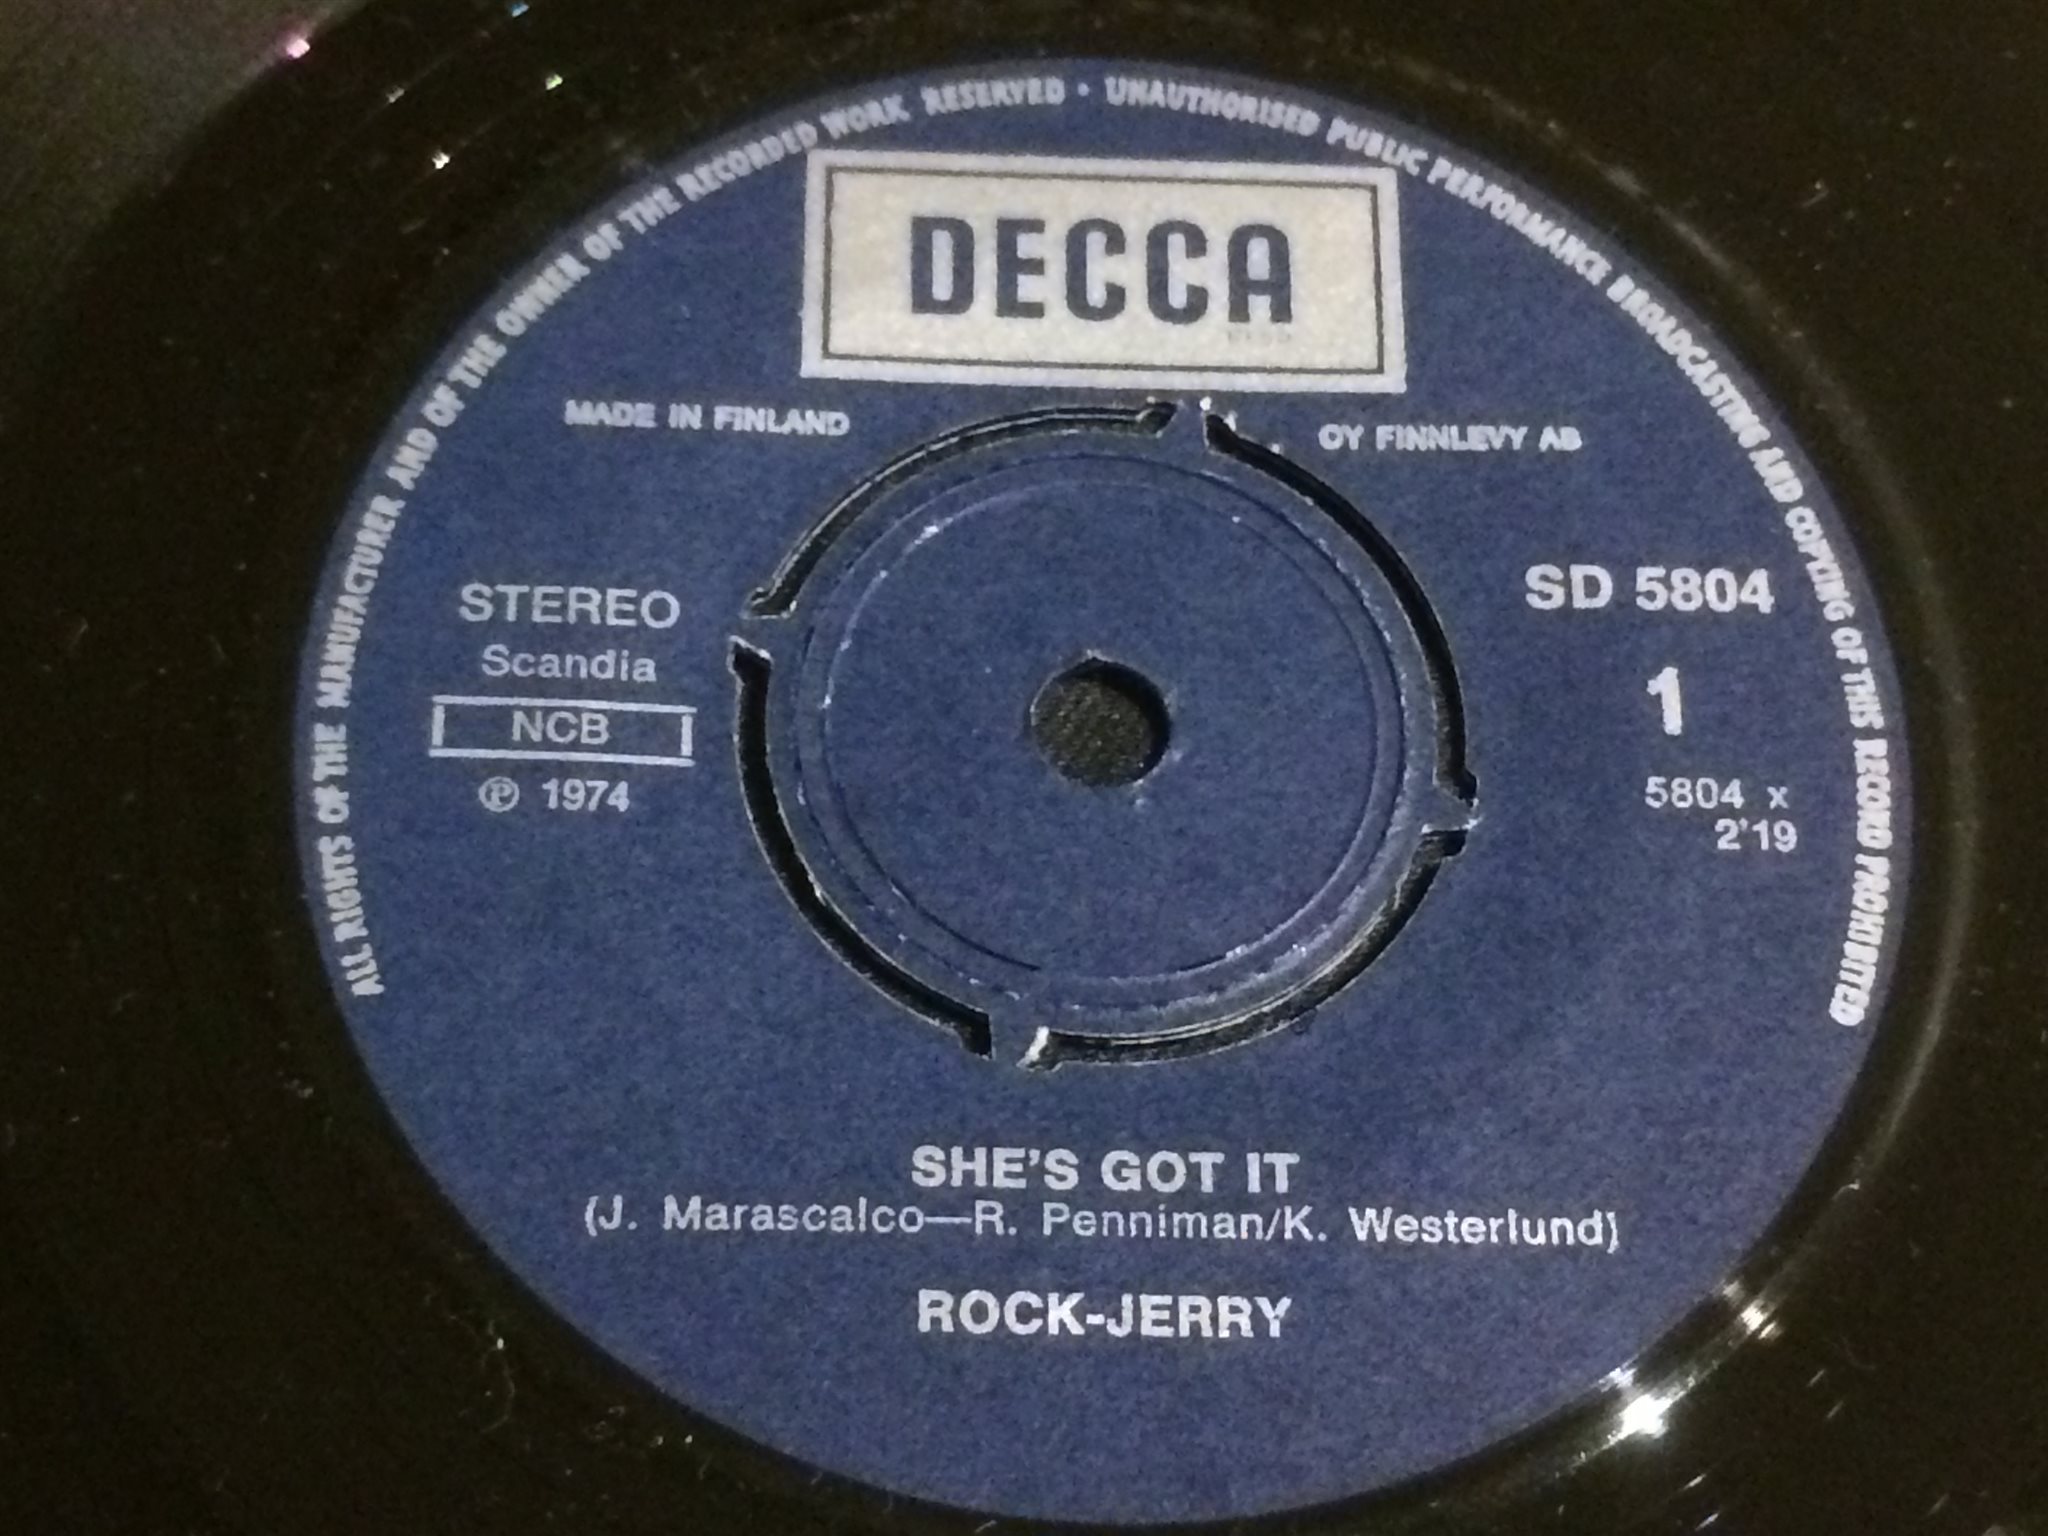 ALL RIGHTS OF THE MANUFACTURER AND OF THE OWNER OF THE RECORDED WORK RESERVED • UNAUTHORISED PUBLIC PERFORMANCE BROADCASTING AND COPYING OF THIS RECORD PROHIBITED
DECCA
MADE IN FINLAND
OY FINNLEVY AB
STEREO
Scandia
NCB
℗ 1974
SD 5804
1
5804 x
2'19
SHE'S GOT IT
(J. Marascalco—R. Penniman/K. Westerlund)
ROCK-JERRY